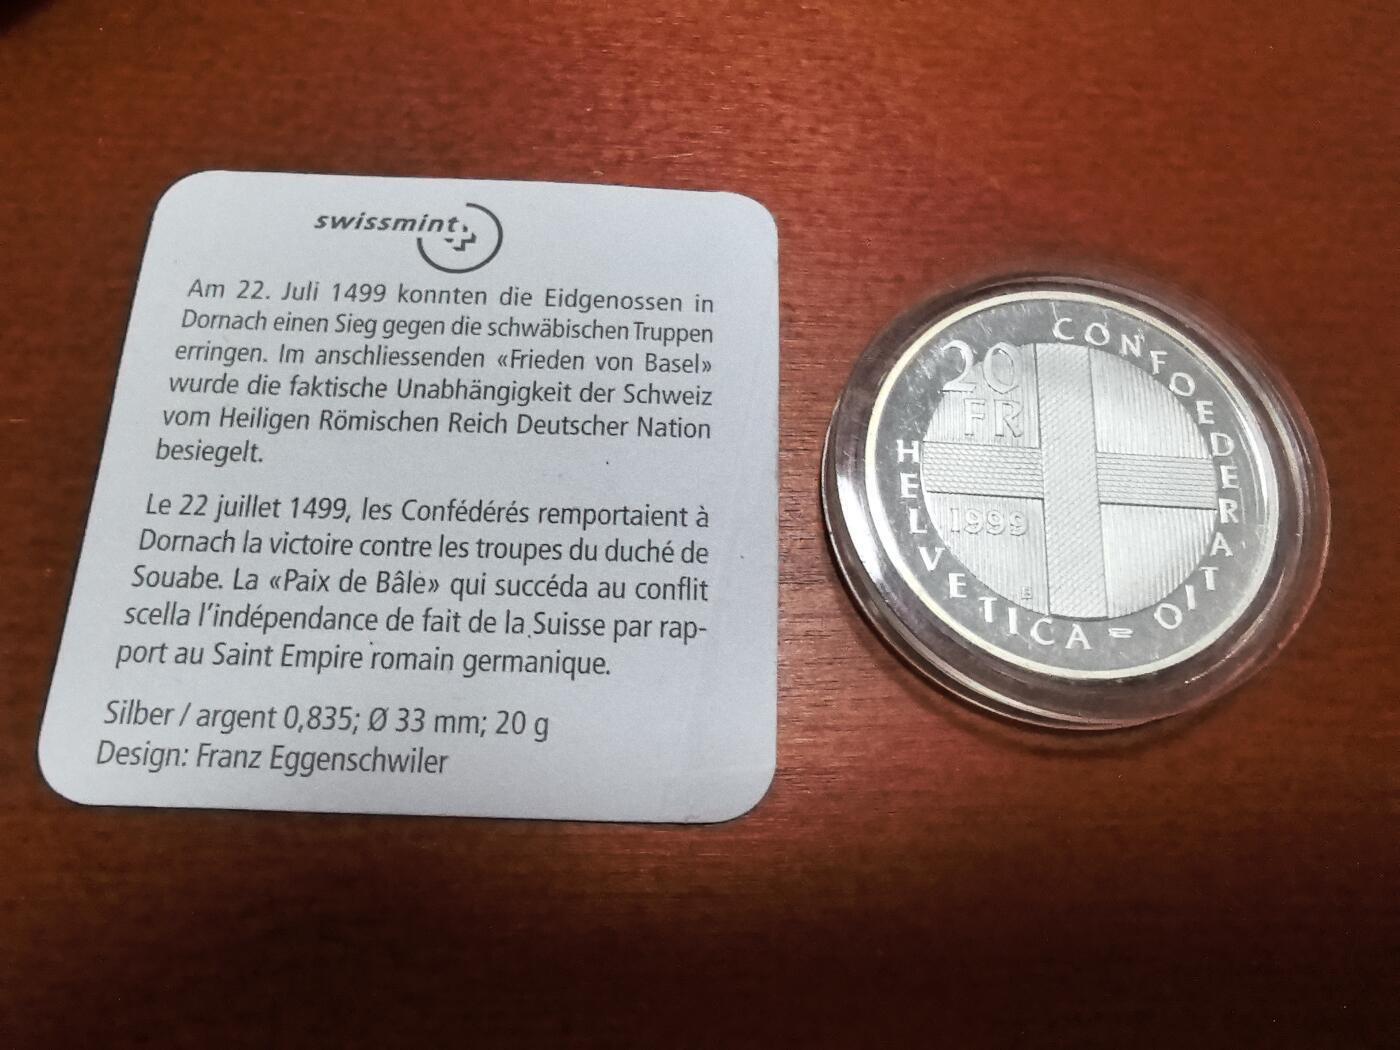 swissmint
Am 22. Juli 1499 konnten die Eidgenossen in
Dornach einen Sieg gegen die schwäbischen Truppen
erringen. Im anschliessenden «Frieden von Basel»
wurde die faktische Unabhängigkeit der Schweiz
vom Heiligen Römischen Reich Deutscher Nation
besiegelt.
Le 22 juillet 1499, les Confédérés remportaient à
Dornach la victoire contre les troupes du duché de
Souabe. La «Paix de Bâle» qui succéda au conflit
scella l'indépendance de fait de la Suisse par rap-
port au Saint Empire romain germanique.
Silber / argent 0,835; Ø 33 mm; 20 g
Design: Franz Eggenschwiler
20
FR
1999
B
CONFOEDERATIO
HELVETICA